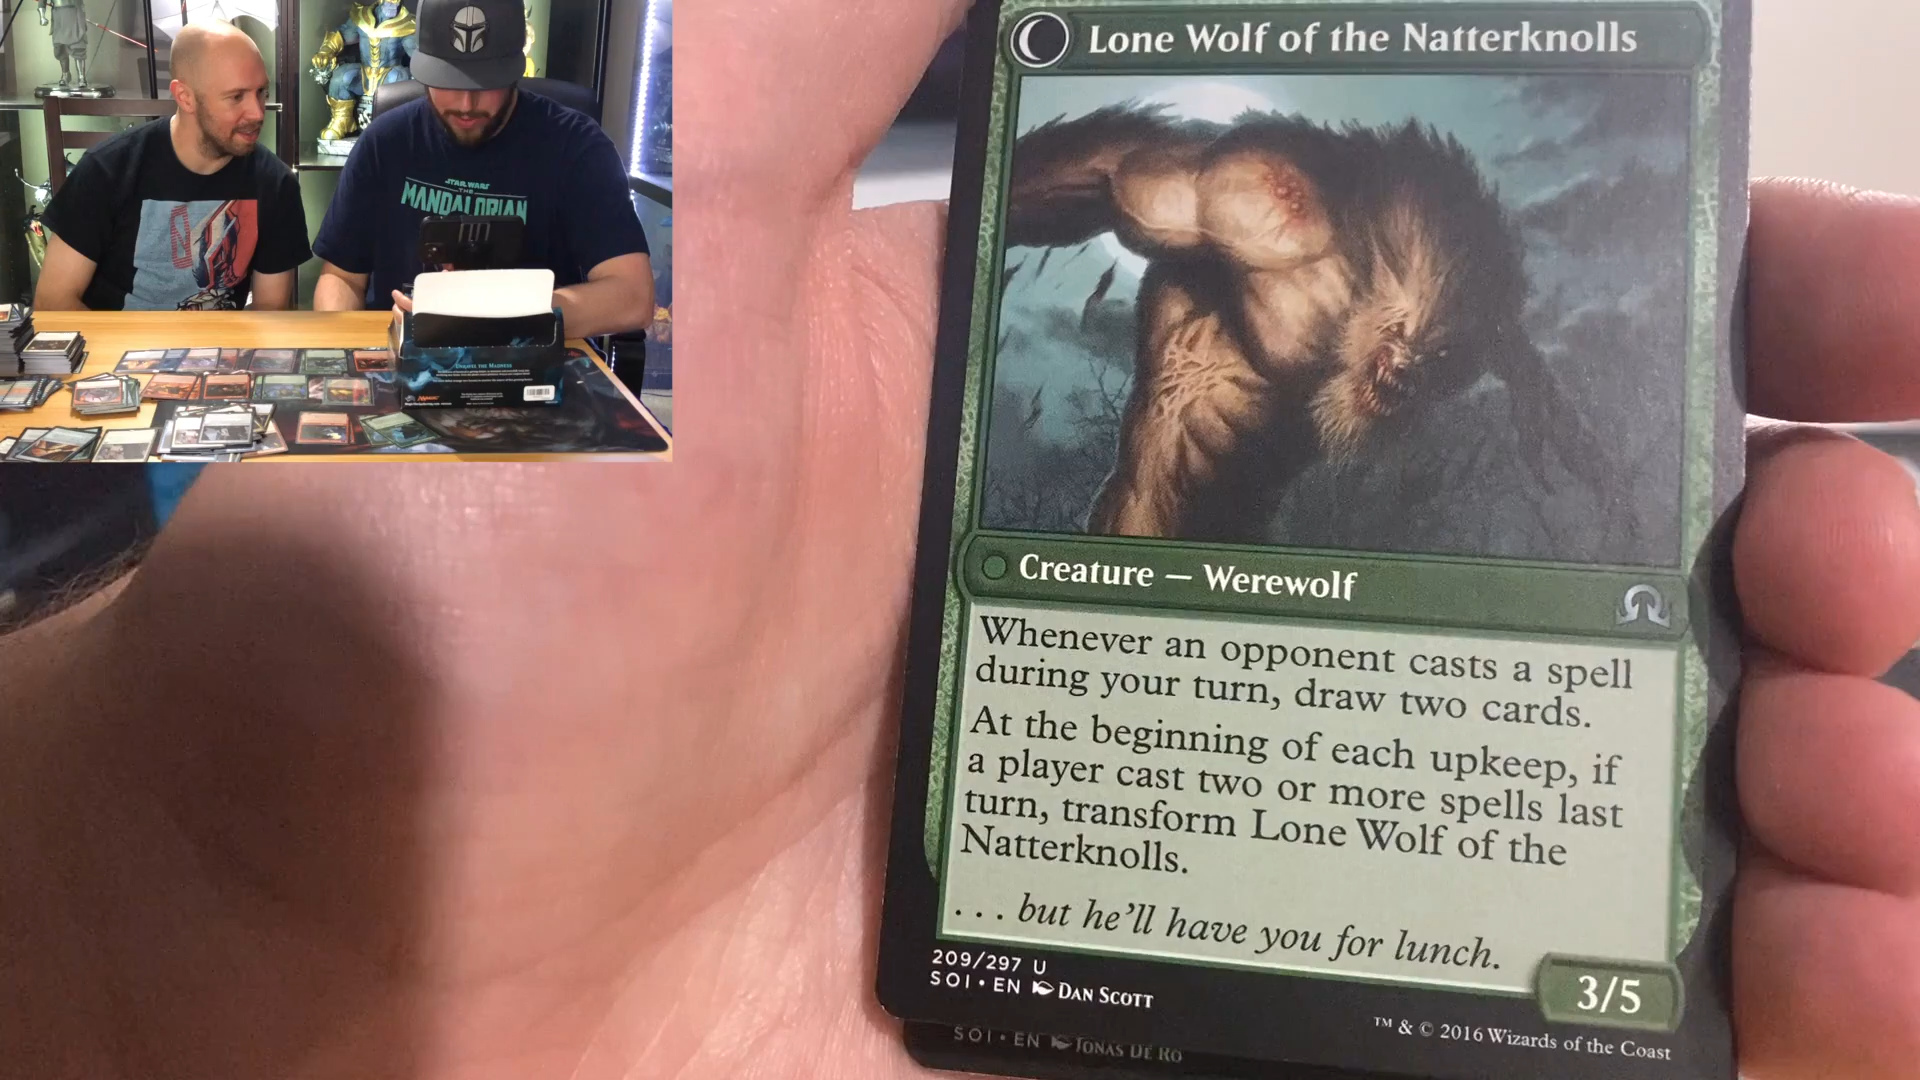 STAR WARS
THE
MANDALORIAN
UNRAVEL THE MADNESS
Lone Wolf of the Natterknolls
Creature — Werewolf
Whenever an opponent casts a spell
during your turn, draw two cards.
At the beginning of each upkeep, if
a player cast two or more spells last
turn, transform Lone Wolf of the
Natterknolls.
. . . but he'll have you for lunch.
3/5
209/297 U
SOI • EN DAN SCOTT
™ & © 2016 Wizards of the Coast
SOI • EN JONAS DE RO